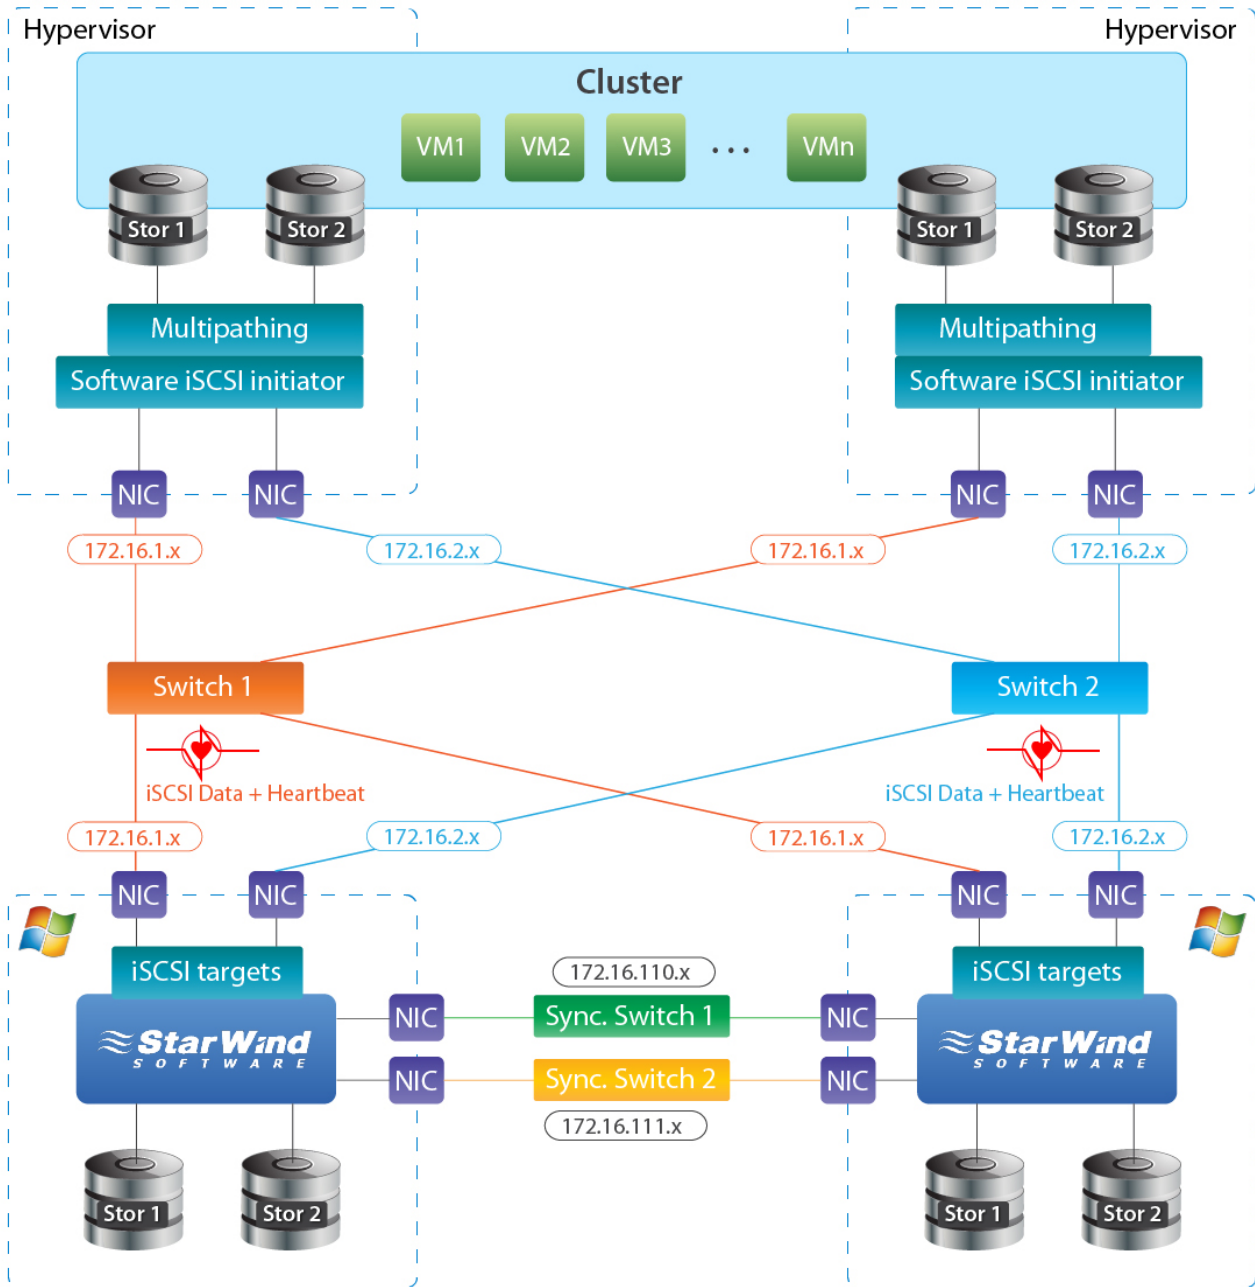 Hypervisor
Hypervisor
Cluster
VM1
VM2
VM3
...
VMn
Stor 1
Stor 2
Stor 1
Stor 2
Multipathing
Multipathing
Software iSCSI initiator
Software iSCSI initiator
NIC
NIC
NIC
NIC
172.16.1.x
172.16.2.x
172.16.1.x
172.16.2.x
Switch 1
Switch 2
iSCSI Data + Heartbeat
iSCSI Data + Heartbeat
172.16.1.x
172.16.2.x
172.16.1.x
172.16.2.x
NIC
NIC
NIC
NIC
iSCSI targets
172.16.110.x
iSCSI targets
StarWind
SOFTWARE
NIC
Sync. Switch 1
NIC
StarWind
SOFTWARE
NIC
Sync. Switch 2
NIC
172.16.111.x
Stor 1
Stor 2
Stor 1
Stor 2